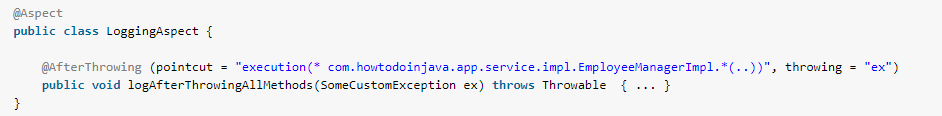 @Aspect
public class LoggingAspect {
@AfterThrowing (pointcut = "execution(* com.howtodoinjava.app.service.impl.EmployeeManagerImpl.*(..))", throwing = "ex")
public void logAfterThrowingAllMethods(SomeCustomException ex) throws Throwable  { ... }
}